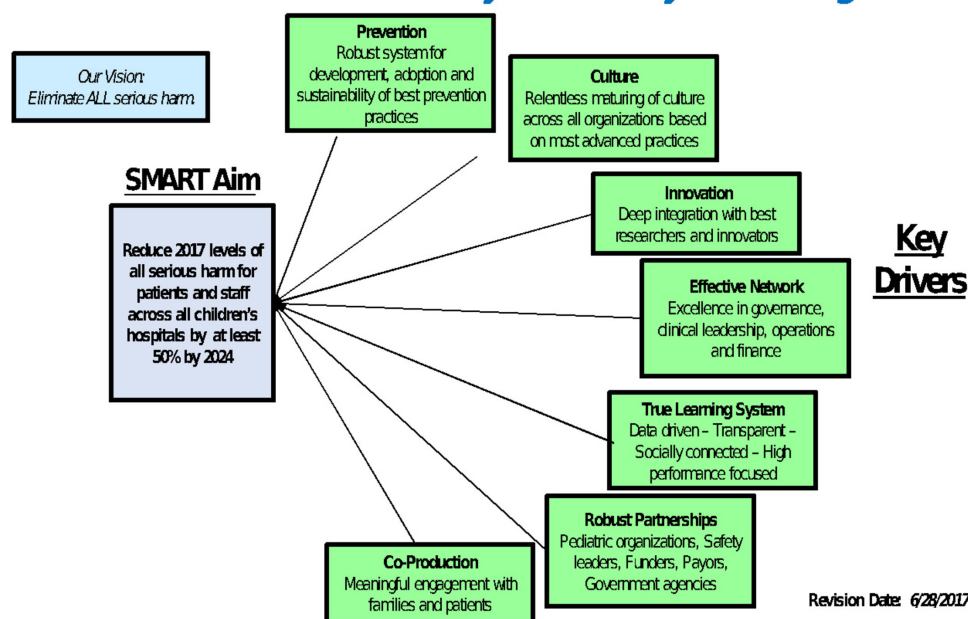 Our Vision:
Eliminate ALL serious harm.
Prevention
Robust system for
development, adoption and
sustainability of best prevention
practices
Culture
Relentless maturing of culture
across all organizations based
on most advanced practices
SMART Aim
Reduce 2017 levels of
all serious harm for
patients and staff
across all children's
hospitals by at least
50% by 2024
Innovation
Deep integration with best
researchers and innovators
Key
Drivers
Effective Network
Excellence in governance,
clinical leadership, operations
and finance
True Learning System
Data driven – Transparent –
Socially connected – High
performance focused
Robust Partnerships
Pediatric organizations, Safety
leaders, Funders, Payors,
Government agencies
Co-Production
Meaningful engagement with
families and patients
Revision Date: 6/28/2017